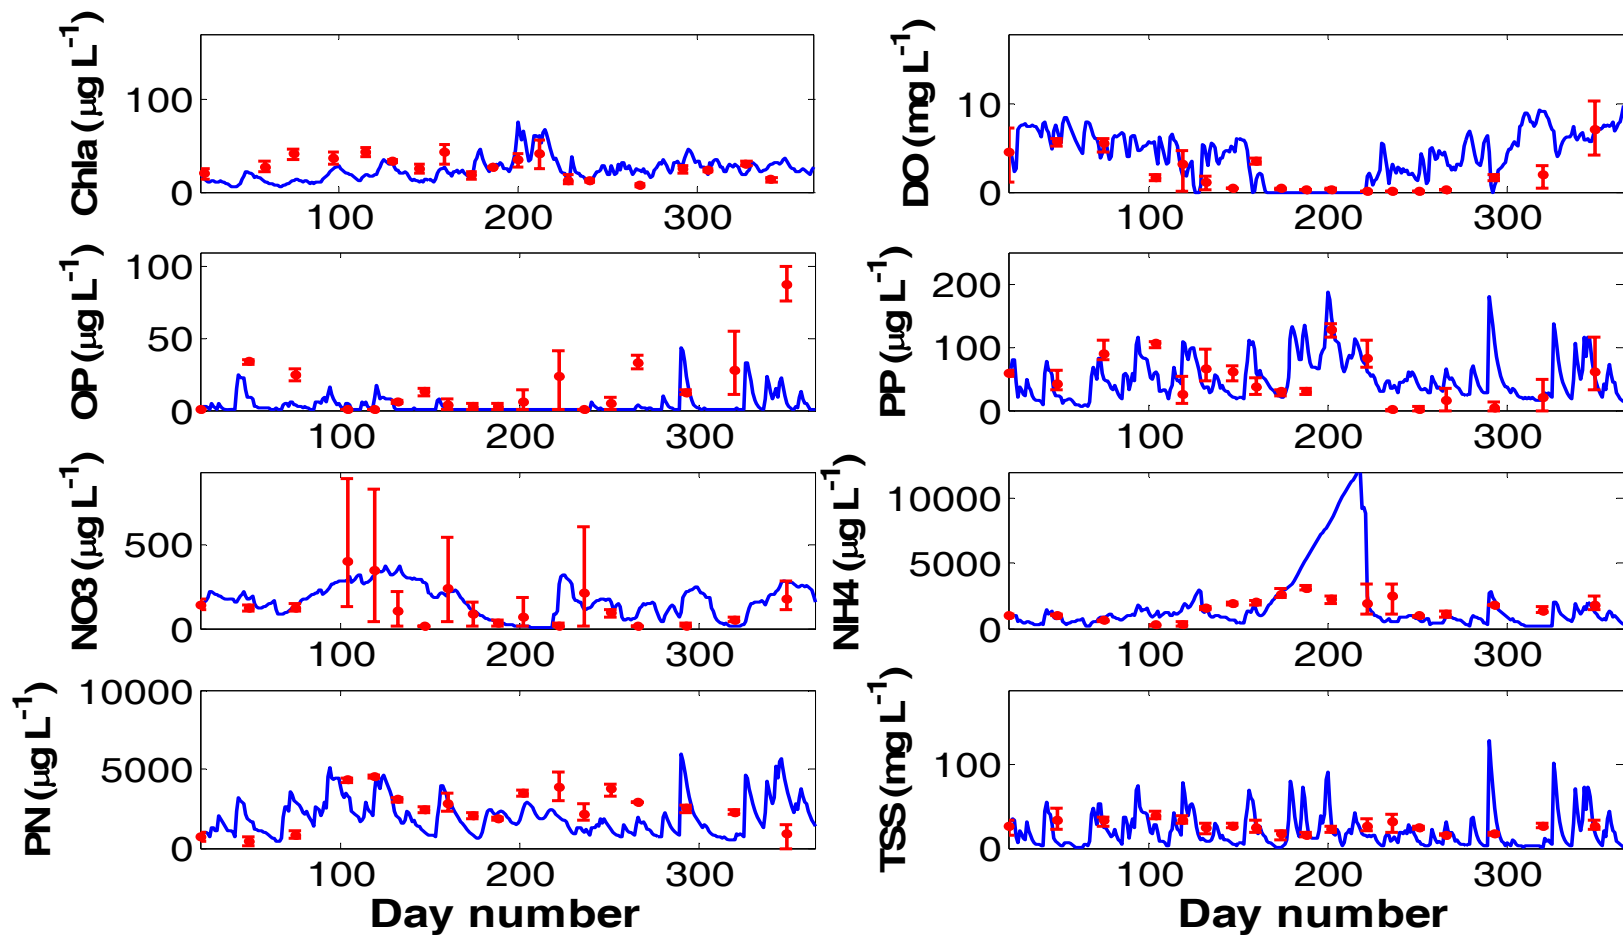 Chla (µg L⁻¹)
100
0
100 200 300
DO (mg L⁻¹)
10
0
100 200 300
OP (µg L⁻¹)
100
50
0
100 200 300
PP (µg L⁻¹)
200
100
0
100 200 300
NO3 (µg L⁻¹)
500
0
100 200 300
NH4 (µg L⁻¹)
10000
5000
0
100 200 300
PN (µg L⁻¹)
10000
5000
0
100 200 300
Day number
TSS (mg L⁻¹)
100
0
100 200 300
Day number